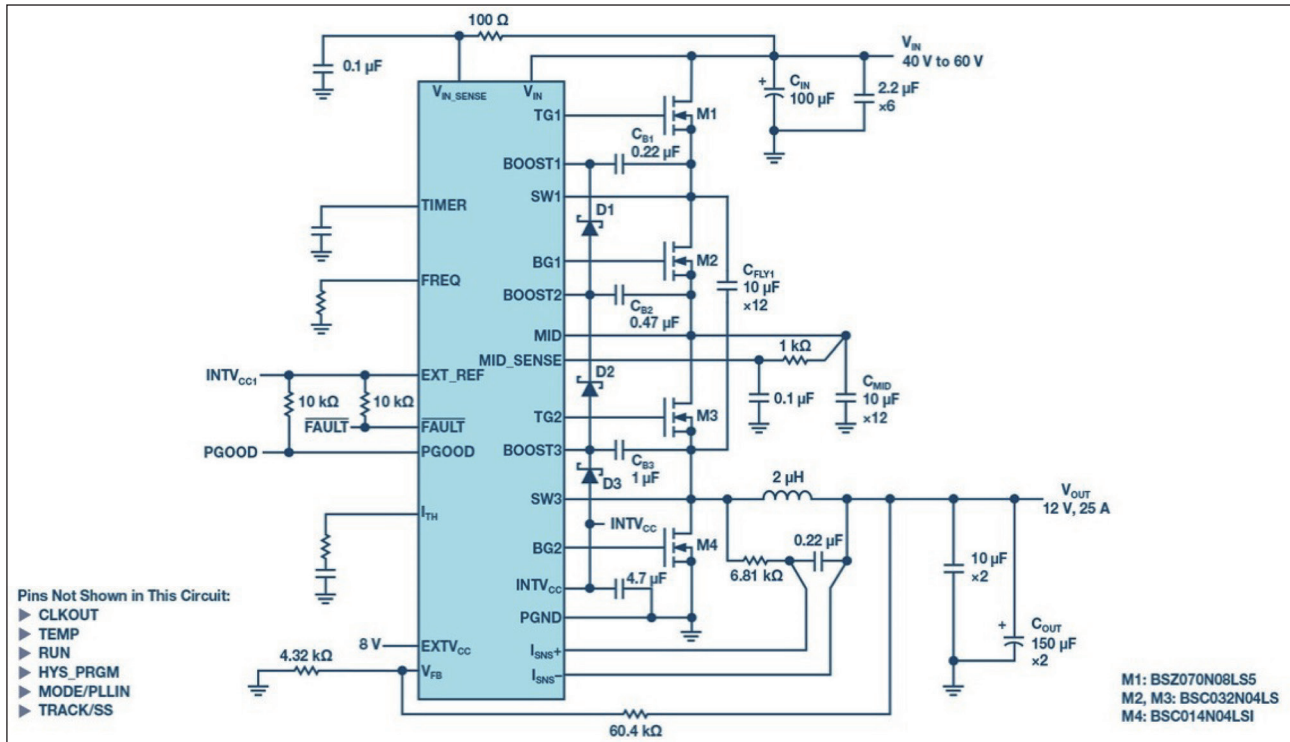 100 Ω
0.1 µF
V_IN_SENSE
V_IN
V_IN
40 V to 60 V
C_IN
100 µF
2.2 µF
×6
TG1
M1
C_B1
0.22 µF
BOOST1
SW1
TIMER
D1
BG1
M2
FREQ
C_FLY1
10 µF
×12
BOOST2
C_B2
0.47 µF
MID
1 kΩ
MID_SENSE
INTV_CC1
EXT_REF
D2
0.1 µF
C_MID
10 µF
×12
10 kΩ
10 kΩ
FAULT
FAULT
TG2
M3
PGOOD
PGOOD
BOOST3
C_B3
1 µF
D3
2 µH
SW3
V_OUT
12 V, 25 A
I_TH
INTV_CC
BG2
M4
0.22 µF
6.81 kΩ
10 µF
×2
INTV_CC
4.7 µF
PGND
C_OUT
150 µF
×2
Pins Not Shown in This Circuit:
CLKOUT
TEMP
RUN
HYS_PRGM
MODE/PLLIN
TRACK/SS
8 V
EXTV_CC
I_SNS+
4.32 kΩ
V_FB
I_SNS–
60.4 kΩ
M1: BSZ070N08LS5
M2, M3: BSC032N04LS
M4: BSC014N04LSI